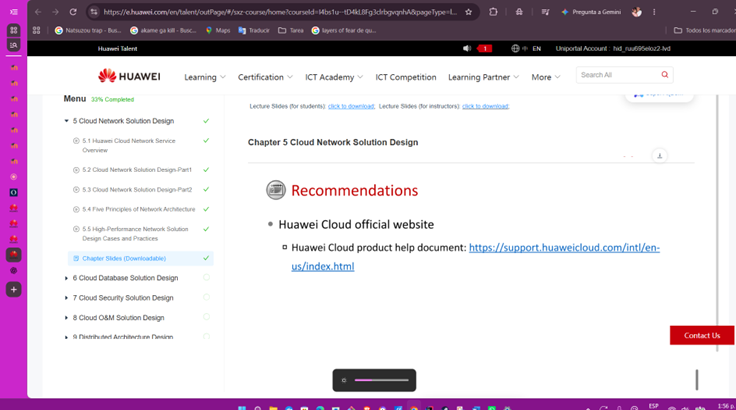 https://e.huawei.com/en/talent/outPage/#/sxz-course/home?courseId=
Pregunta a Gemini
Natsuzou trap - Bus...
akame ga kill - Busc...
Maps
Traducir
Tarea
layers of fear de qu...
Todos los marcador
Huawei Talent
1
EN
Uniportal Account
HUAWEI
Learning
Certification
ICT Academy
ICT Competition
Learning Partner
More
Search All
Menu
33% Completed
5 Cloud Network Solution Design
5.1 Huawei Cloud Network Service
Overview
5.2 Cloud Network Solution Design-Part1
5.3 Cloud Network Solution Design-Part2
5.4 Five Principles of Network Architecture
5.5 High-Performance Network Solution
Design Cases and Practices
Chapter Slides (Downloadable)
6 Cloud Database Solution Design
7 Cloud Security Solution Design
8 Cloud O&M Solution Design
9 Distributed Architecture Design
Lecture Slides (for students): click to download; Lecture Slides (for instructors): click to download.
Chapter 5 Cloud Network Solution Design
Recommendations
Huawei Cloud official website
Huawei Cloud product help document: https://support.huaweicloud.com/intl/en-
us/index.html
Contact Us
ESP
1:56 p.